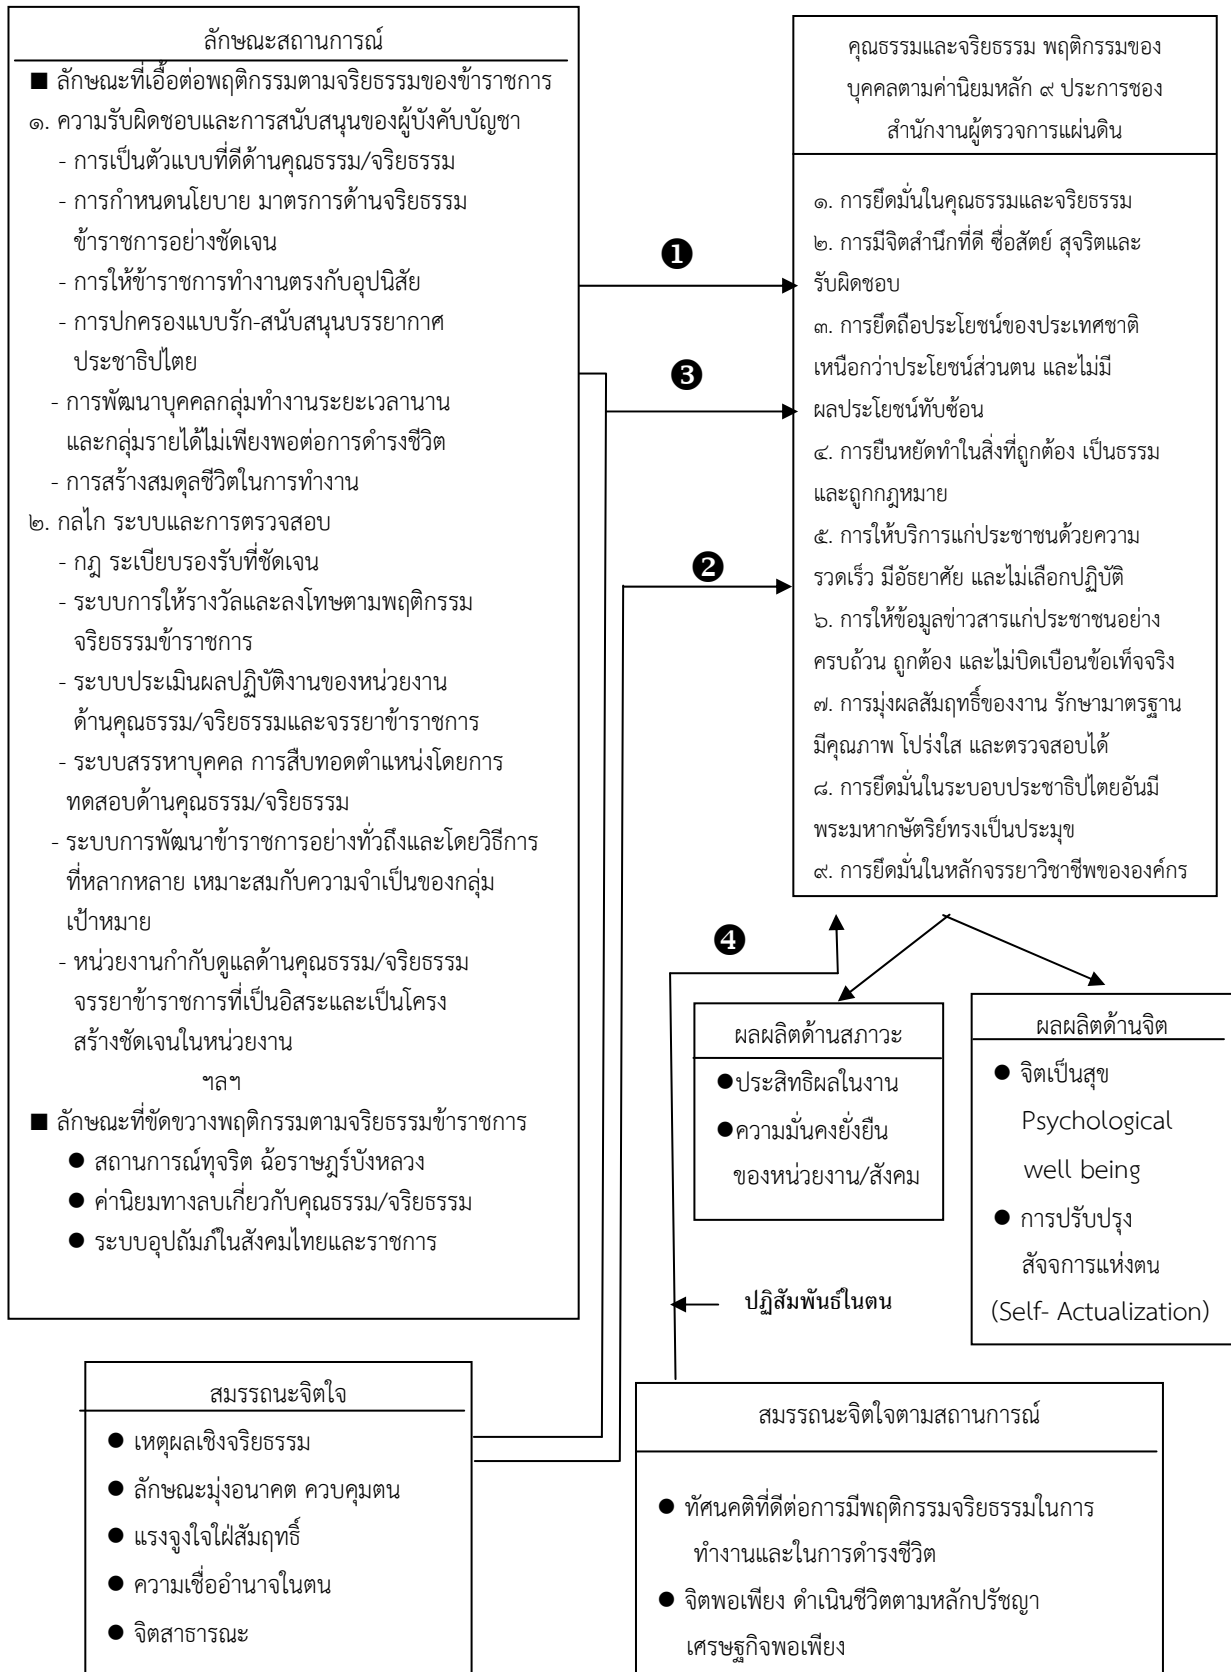 ลักษณะสถานการณ์
■ ลักษณะที่เอื้อต่อพฤติกรรมตามจริยธรรมของข้าราชการ
๑. ความรับผิดชอบและการสนับสนุนของผู้บังคับบัญชา
- การเป็นตัวแบบที่ดีด้านคุณธรรม/จริยธรรม
- การกำหนดนโยบาย มาตรการด้านจริยธรรม
ข้าราชการอย่างชัดเจน
- การให้ข้าราชการทำงานตรงกับอุปนิสัย
- การปกครองแบบรัก-สนับสนุนบรรยากาศ
ประชาธิปไตย
- การพัฒนาบุคคลกลุ่มทำงานระยะเวลานาน
และกลุ่มรายได้ไม่เพียงพอต่อการดำรงชีวิต
- การสร้างสมดุลชีวิตในการทำงาน
๒. กลไก ระบบและการตรวจสอบ
- กฎ ระเบียบรองรับที่ชัดเจน
- ระบบการให้รางวัลและลงโทษตามพฤติกรรม
จริยธรรมข้าราชการ
- ระบบประเมินผลปฏิบัติงานของหน่วยงาน
ด้านคุณธรรม/จริยธรรมและจรรยาข้าราชการ
- ระบบสรรหาบุคคล การสืบทอดตำแหน่งโดยการ
ทดสอบด้านคุณธรรม/จริยธรรม
- ระบบการพัฒนาข้าราชการอย่างทั่วถึงและโดยวิธีการ
ที่หลากหลาย เหมาะสมกับความจำเป็นของกลุ่ม
เป้าหมาย
- หน่วยงานกำกับดูแลด้านคุณธรรม/จริยธรรม
จรรยาข้าราชการที่เป็นอิสระและเป็นโครง
สร้างชัดเจนในหน่วยงาน
ฯลฯ
■ ลักษณะที่ขัดขวางพฤติกรรมตามจริยธรรมข้าราชการ
● สถานการณ์ทุจริต ฉ้อราษฎร์บังหลวง
● ค่านิยมทางลบเกี่ยวกับคุณธรรม/จริยธรรม
● ระบบอุปถัมภ์ในสังคมไทยและราชการ
❶
❸
❷
❹
คุณธรรมและจริยธรรม พฤติกรรมของ
บุคคลตามค่านิยมหลัก ๙ ประการชอง
สำนักงานผู้ตรวจการแผ่นดิน
๑. การยึดมั่นในคุณธรรมและจริยธรรม
๒. การมีจิตสำนึกที่ดี ซื่อสัตย์ สุจริตและ
รับผิดชอบ
๓. การยึดถือประโยชน์ของประเทศชาติ
เหนือกว่าประโยชน์ส่วนตน และไม่มี
ผลประโยชน์ทับซ้อน
๔. การยืนหยัดทำในสิ่งที่ถูกต้อง เป็นธรรม
และถูกกฎหมาย
๕. การให้บริการแก่ประชาชนด้วยความ
รวดเร็ว มีอัธยาศัย และไม่เลือกปฏิบัติ
๖. การให้ข้อมูลข่าวสารแก่ประชาชนอย่าง
ครบถ้วน ถูกต้อง และไม่บิดเบือนข้อเท็จจริง
๗. การมุ่งผลสัมฤทธิ์ของงาน รักษามาตรฐาน
มีคุณภาพ โปร่งใส และตรวจสอบได้
๘. การยึดมั่นในระบอบประชาธิปไตยอันมี
พระมหากษัตริย์ทรงเป็นประมุข
๙. การยึดมั่นในหลักจรรยาวิชาชีพขององค์กร
ผลผลิตด้านสภาวะ
●ประสิทธิผลในงาน
●ความมั่นคงยั่งยืน
ของหน่วยงาน/สังคม
ผลผลิตด้านจิต
● จิตเป็นสุข
Psychological
well being
● การปรับปรุง
สัจจการแห่งตน
(Self- Actualization)
ปฏิสัมพันธ์ในตน
สมรรถนะจิตใจ
● เหตุผลเชิงจริยธรรม
● ลักษณะมุ่งอนาคต ควบคุมตน
● แรงจูงใจใฝ่สัมฤทธิ์
● ความเชื่ออำนาจในตน
● จิตสาธารณะ
สมรรถนะจิตใจตามสถานการณ์
● ทัศนคติที่ดีต่อการมีพฤติกรรมจริยธรรมในการ
ทำงานและในการดำรงชีวิต
● จิตพอเพียง ดำเนินชีวิตตามหลักปรัชญา
เศรษฐกิจพอเพียง